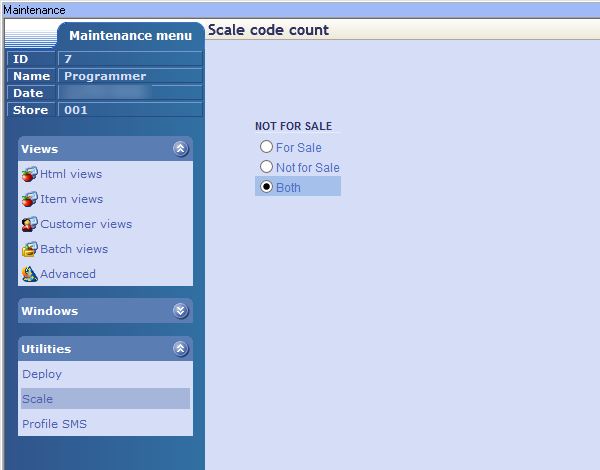 Maintenance
Maintenance menu
Scale code count
ID 7
Name Programmer
Date
Store 001
NOT FOR SALE
For Sale
Not for Sale
Both
Views
Html views
Item views
Customer views
Batch views
Advanced
Windows
Utilities
Deploy
Scale
Profile SMS